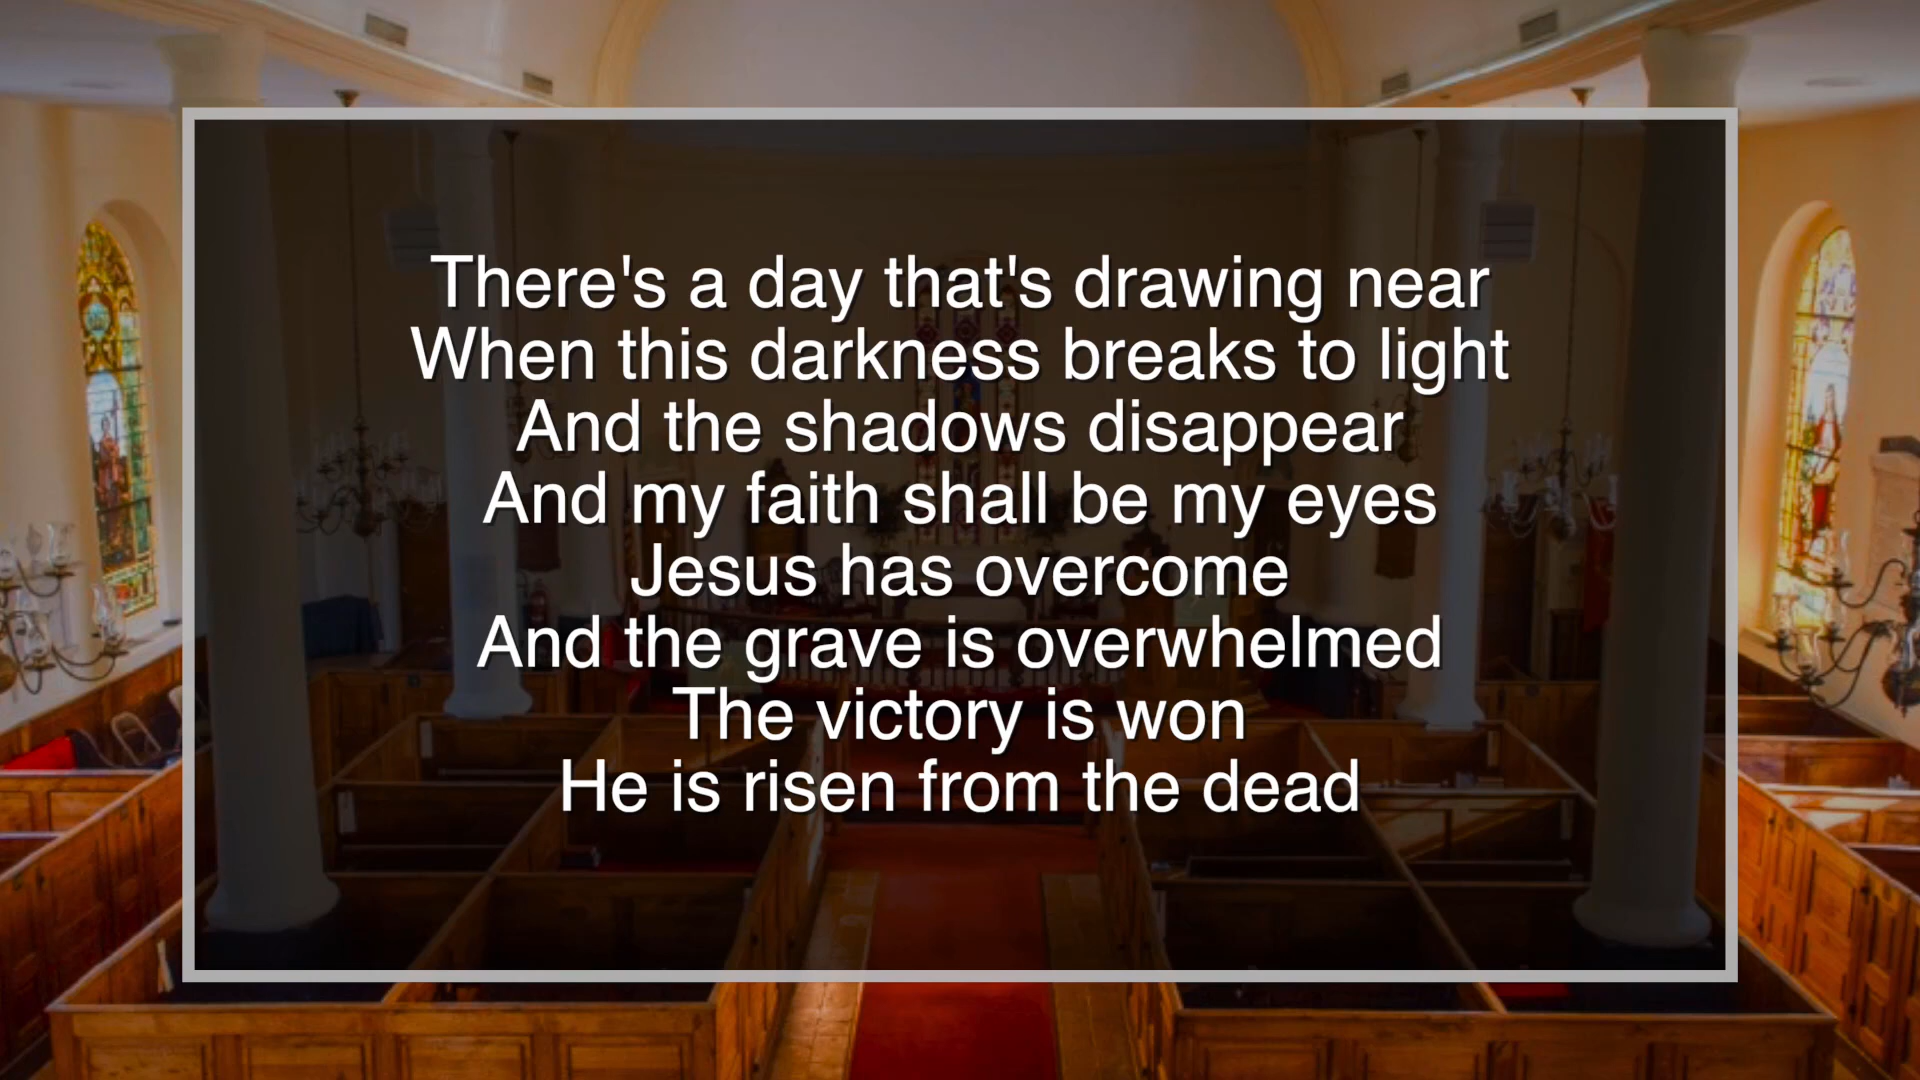 There's a day that's drawing near
When this darkness breaks to light
And the shadows disappear
And my faith shall be my eyes
Jesus has overcome
And the grave is overwhelmed
The victory is won
He is risen from the dead